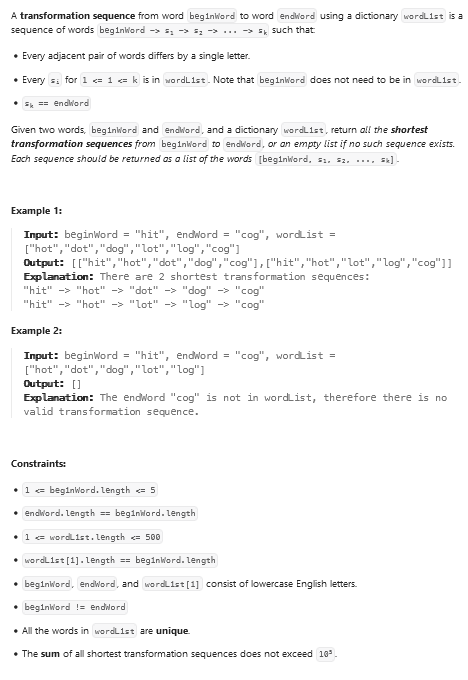 A transformation sequence from word beginWord to word endWord using a dictionary wordList is a
sequence of words beginWord -> s₁ -> s₂ -> ... -> sₖ such that:
• Every adjacent pair of words differs by a single letter.
• Every sᵢ for 1 <= i <= k is in wordList. Note that beginWord does not need to be in wordList.
• sₖ == endWord
Given two words, beginWord and endWord, and a dictionary wordList, return all the shortest
transformation sequences from beginWord to endWord, or an empty list if no such sequence exists.
Each sequence should be returned as a list of the words [beginWord, s₁, s₂, ..., sₖ].
Example 1:
Input: beginWord = "hit", endWord = "cog", wordList =
["hot","dot","dog","lot","log","cog"]
Output: [["hit","hot","dot","dog","cog"],["hit","hot","lot","log","cog"]]
Explanation: There are 2 shortest transformation sequences:
"hit" -> "hot" -> "dot" -> "dog" -> "cog"
"hit" -> "hot" -> "lot" -> "log" -> "cog"
Example 2:
Input: beginWord = "hit", endWord = "cog", wordList =
["hot","dot","dog","lot","log"]
Output: []
Explanation: The endWord "cog" is not in wordList, therefore there is no
valid transformation sequence.
Constraints:
• 1 <= beginWord.length <= 5
• endWord.length == beginWord.length
• 1 <= wordList.length <= 500
• wordList[i].length == beginWord.length
• beginWord, endWord, and wordList[i] consist of lowercase English letters.
• beginWord != endWord
• All the words in wordList are unique.
• The sum of all shortest transformation sequences does not exceed 10⁵.